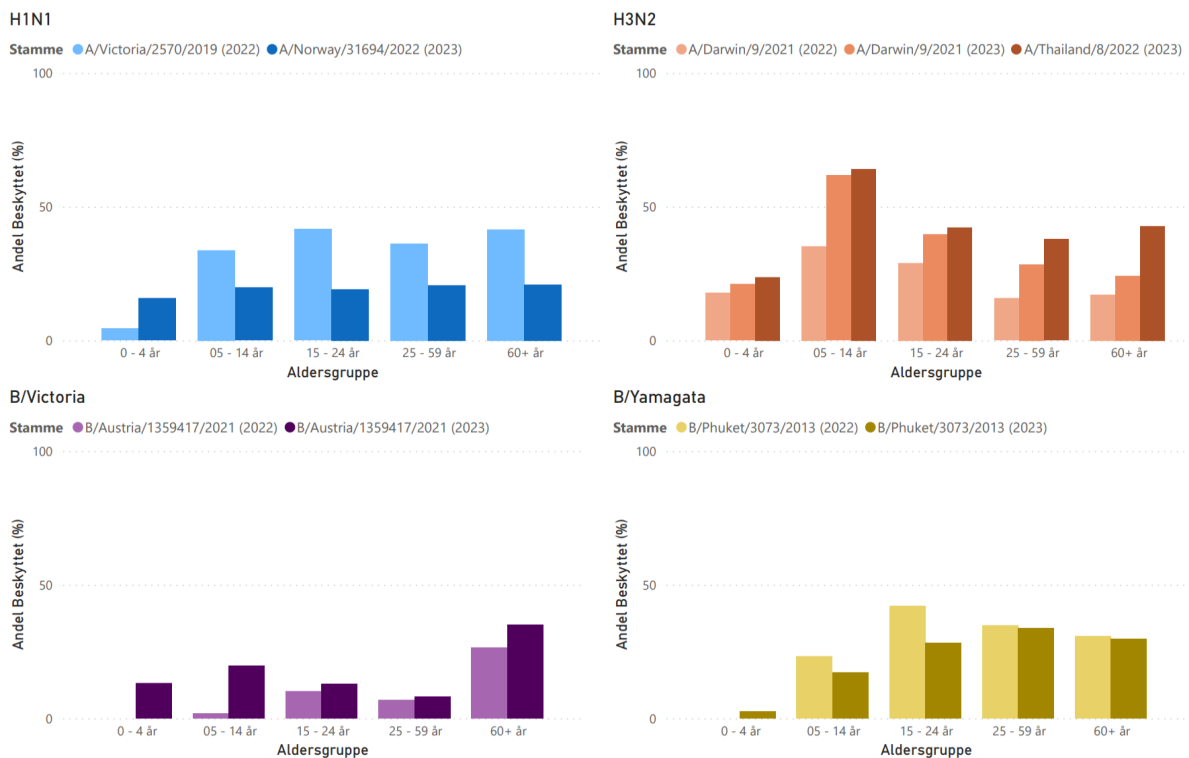 H1N1
Stamme A/Victoria/2570/2019 (2022) A/Norway/31694/2022 (2023)
100
50
0
Andel Beskyttet (%)
0 - 4 år 05 - 14 år 15 - 24 år 25 - 59 år 60+ år
Aldersgruppe
H3N2
Stamme A/Darwin/9/2021 (2022) A/Darwin/9/2021 (2023) A/Thailand/8/2022 (2023)
100
50
0
Andel Beskyttet (%)
0 - 4 år 05 - 14 år 15 - 24 år 25 - 59 år 60+ år
Aldersgruppe
B/Victoria
Stamme B/Austria/1359417/2021 (2022) B/Austria/1359417/2021 (2023)
100
50
0
Andel Beskyttet (%)
0 - 4 år 05 - 14 år 15 - 24 år 25 - 59 år 60+ år
Aldersgruppe
B/Yamagata
Stamme B/Phuket/3073/2013 (2022) B/Phuket/3073/2013 (2023)
100
50
0
Andel Beskyttet (%)
0 - 4 år 05 - 14 år 15 - 24 år 25 - 59 år 60+ år
Aldersgruppe